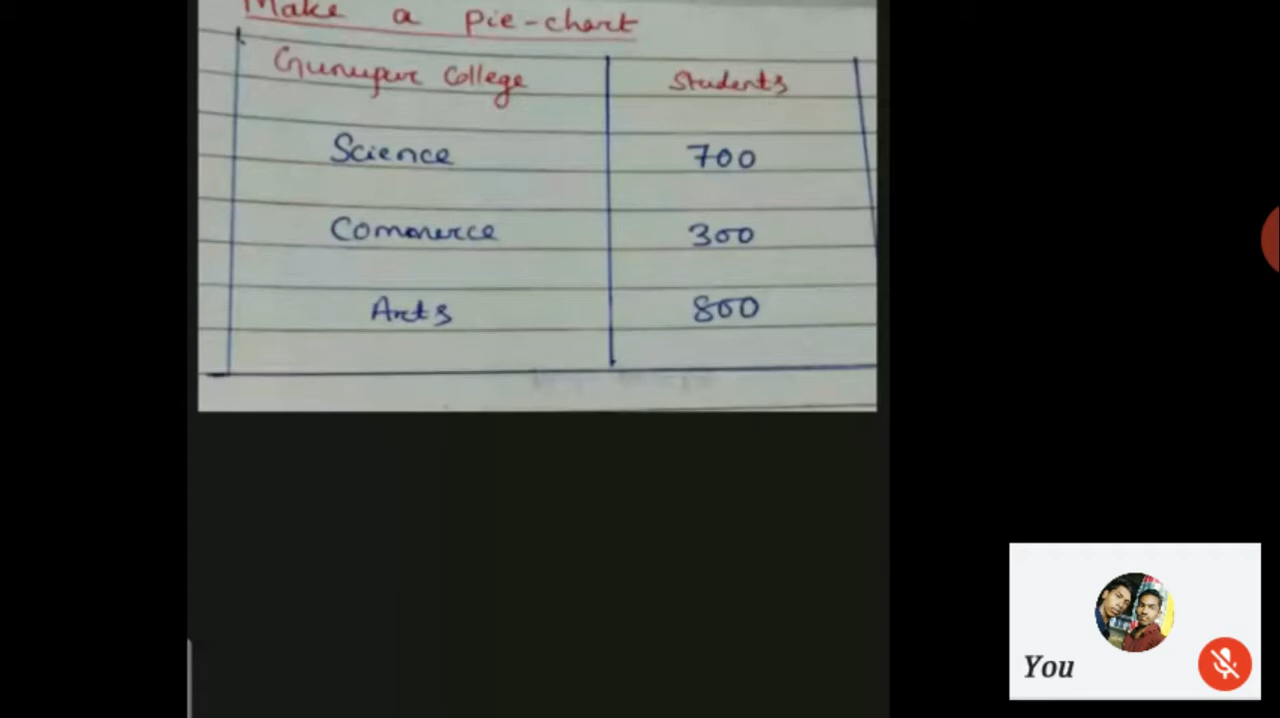 Make a pie-chart
Gunupur College Students
Science 700
Commerce 300
Arts 800
You